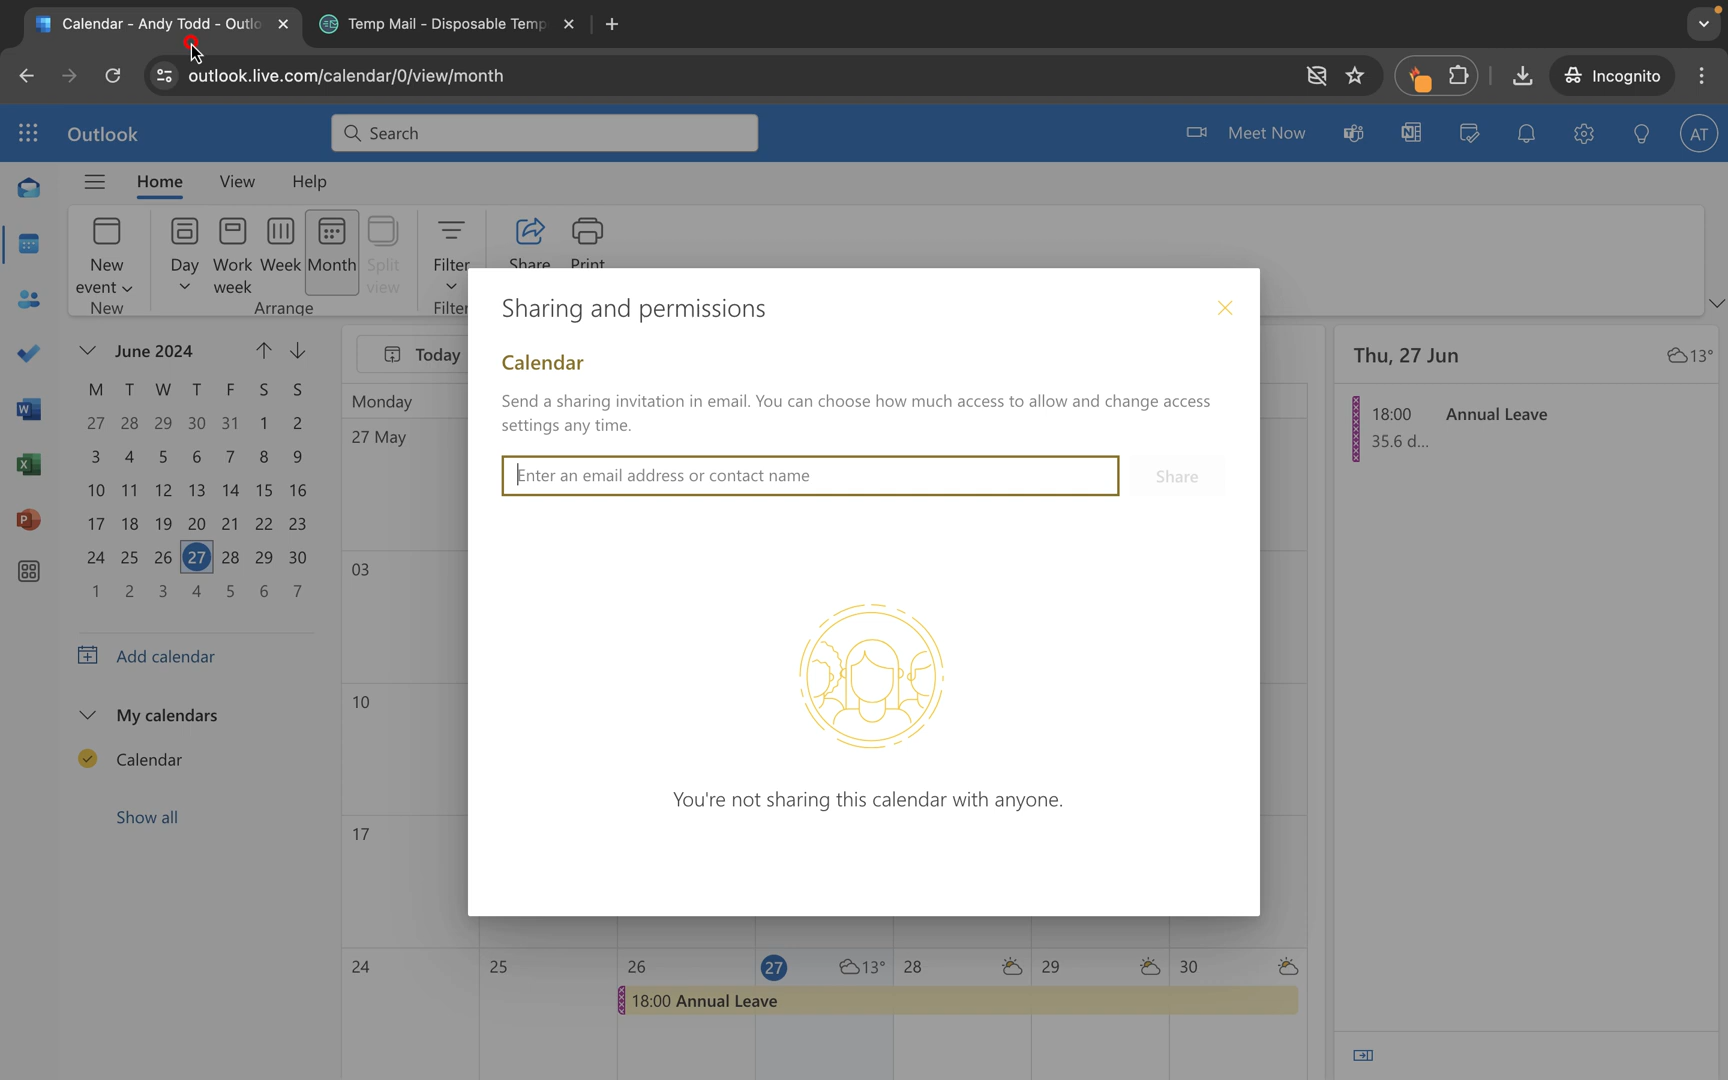 Calendar - Andy Todd - Outlo
Temp Mail - Disposable Temp
outlook.live.com/calendar/0/view/month
Incognito
Outlook
Search
Meet Now
AT
Home View Help
New event
Day
Work week
Week
Month
Split view
Filter
Share
Print
New
Arrange
Filter
June 2024
M T W T F S S
27 28 29 30 31 1 2
3 4 5 6 7 8 9
10 11 12 13 14 15 16
17 18 19 20 21 22 23
24 25 26 27 28 29 30
1 2 3 4 5 6 7
Add calendar
My calendars
Calendar
Show all
Today
Monday
27 May
03
10
17
24 25 26 27 13° 28 29 30
18:00 Annual Leave
Sharing and permissions
Calendar
Send a sharing invitation in email. You can choose how much access to allow and change access
settings any time.
Enter an email address or contact name
Share
You're not sharing this calendar with anyone.
Thu, 27 Jun
13°
18:00 Annual Leave
35.6 d...